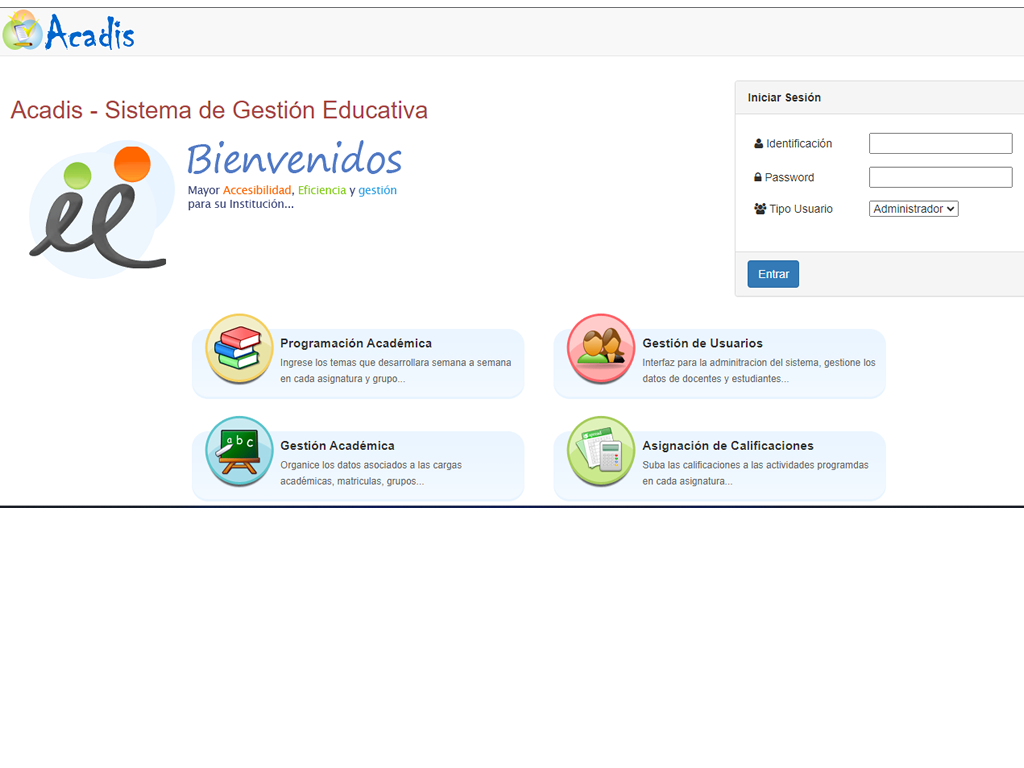 Acadis
Acadis - Sistema de Gestión Educativa
Bienvenidos
Mayor Accesibilidad, Eficiencia y gestión
para su Institución...
Iniciar Sesión
Identificación
Password
Tipo Usuario
Administrador
Entrar
Programación Académica
Ingrese los temas que desarrollara semana a semana
en cada asignatura y grupo...
Gestión de Usuarios
Interfaz para la adminitracion del sistema, gestione los
datos de docentes y estudiantes...
abc
Gestión Académica
Organice los datos asociados a las cargas
académicas, matriculas, grupos...
Asignación de Calificaciones
Suba las calificaciones a las actividades programdas
en cada asignatura...